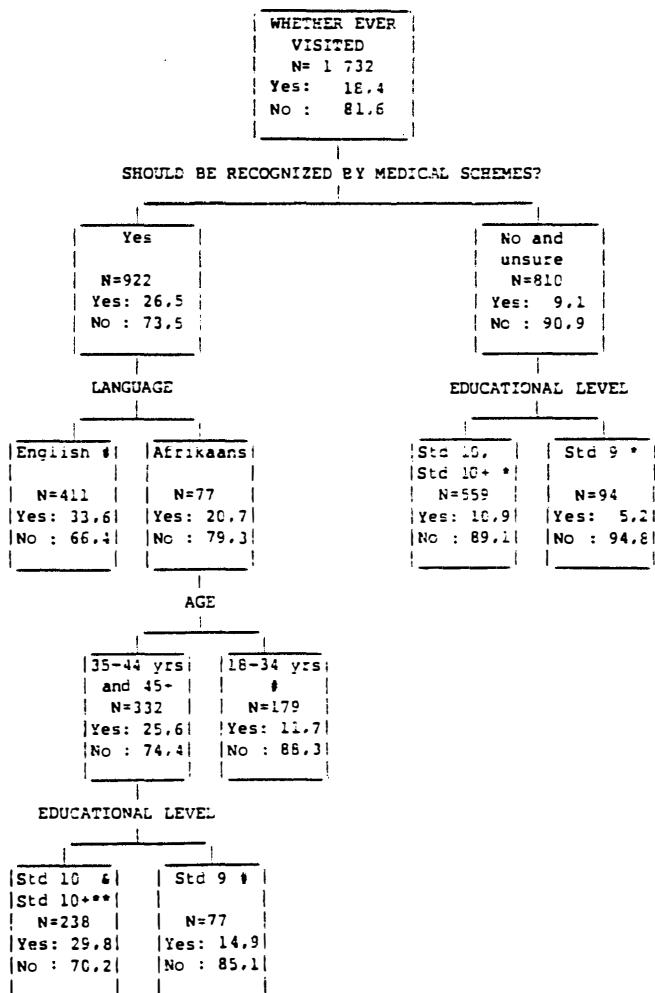 WHETHER EVER
VISITED
N= 1 732
Yes: 18,4
No : 81,6
SHOULD BE RECOGNIZED BY MEDICAL SCHEMES?
Yes
N=922
Yes: 26,5
No : 73,5
No and
unsure
N=810
Yes: 9,1
No : 90,9
LANGUAGE
EDUCATIONAL LEVEL
English #
N=411
Yes: 33,6
No : 66,4
Afrikaans
N=77
Yes: 20,7
No : 79,3
Std 10,
Std 10+ *
N=559
Yes: 10,9
No : 89,1
Std 9 *
N=94
Yes: 5,2
No : 94,8
AGE
35-44 yrs
and 45+
N=332
Yes: 25,6
No : 74,4
18-34 yrs
#
N=179
Yes: 11,7
No : 88,3
EDUCATIONAL LEVEL
Std 10 &
Std 10+**
N=238
Yes: 29,8
No : 70,2
Std 9 #
N=77
Yes: 14,9
No : 85,1